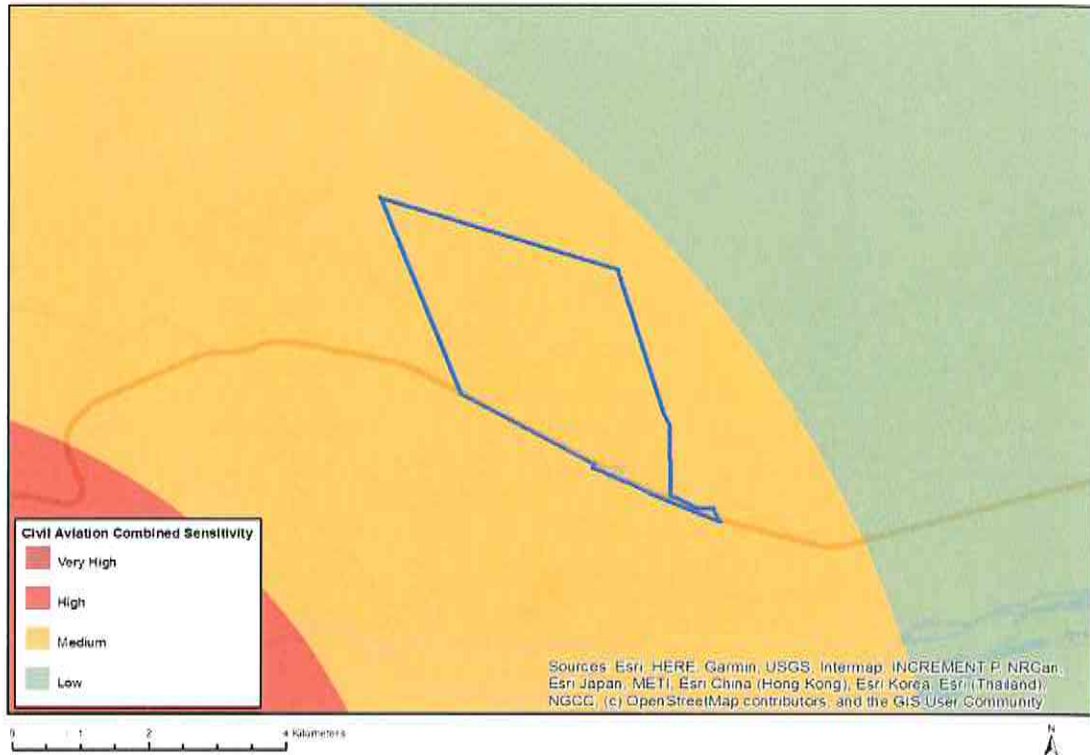 Civil Aviation Combined Sensitivity
Very High
High
Medium
Low
Sources: Esri, HERE, Garmin, USGS, Intermap, INCREMENT P, NRCan,
Esri Japan, METI, Esri China (Hong Kong), Esri Korea, Esri (Thailand),
NGCC, (c) OpenStreetMap contributors, and the GIS User Community
0 1 2 4 Kilometers
N